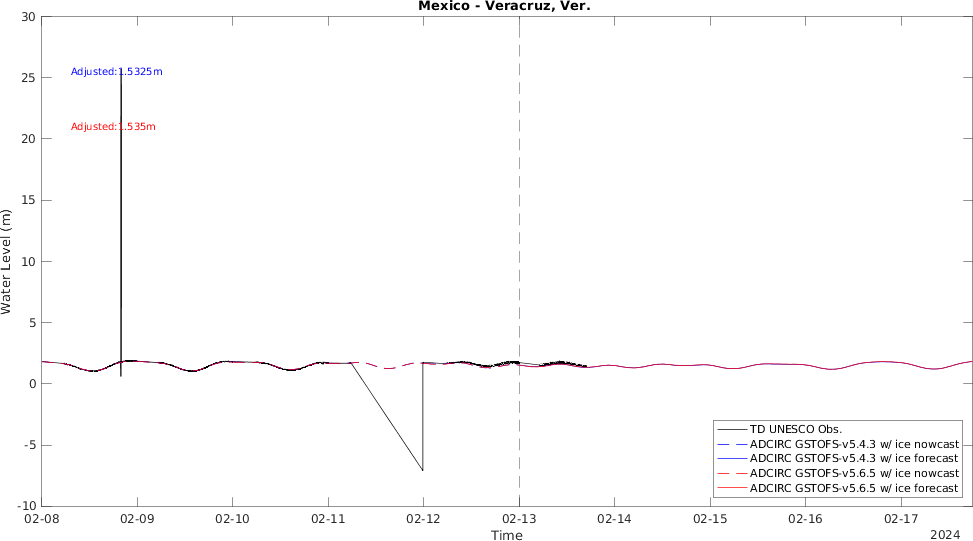 Mexico - Veracruz, Ver.
30
25
20
15
10
5
0
-5
-10
Water Level (m)
Adjusted:1.5325m
Adjusted:1.535m
TD UNESCO Obs.
ADCIRC GSTOFS-v5.4.3 w/ ice nowcast
ADCIRC GSTOFS-v5.4.3 w/ ice forecast
ADCIRC GSTOFS-v5.6.5 w/ ice nowcast
ADCIRC GSTOFS-v5.6.5 w/ ice forecast
02-08 02-09 02-10 02-11 02-12 02-13 02-14 02-15 02-16 02-17
Time
2024